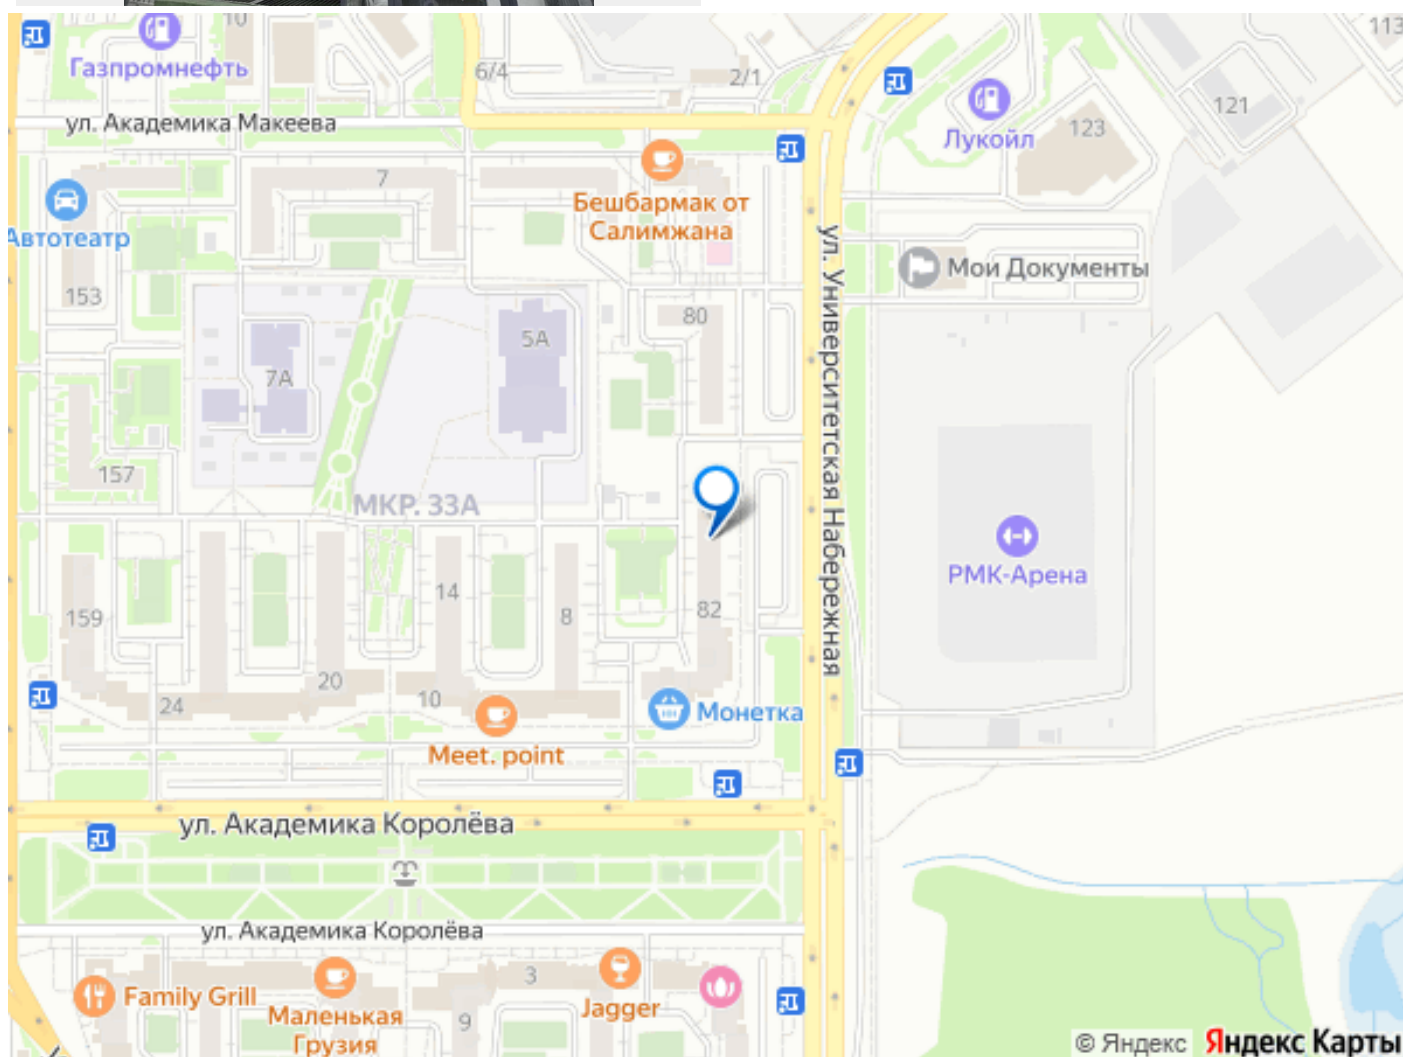 10
113
Газпромнефть
6/4
2/1
121
ул. Академика Макеева
Лукойл
123
7
Бешбармак от
Салимжана
Автотеатр
Мои Документы
153
80
5А
7А
ул. Университетская Набережная
157
МКР. 33А
РМК-Арена
14
159
8
82
20
10
24
Монетка
Meet. point
ул. Академика Королёва
ул. Академика Королёва
3
Family Grill
Jagger
Маленькая
Грузия
9
© Яндекс Яндекс Карты